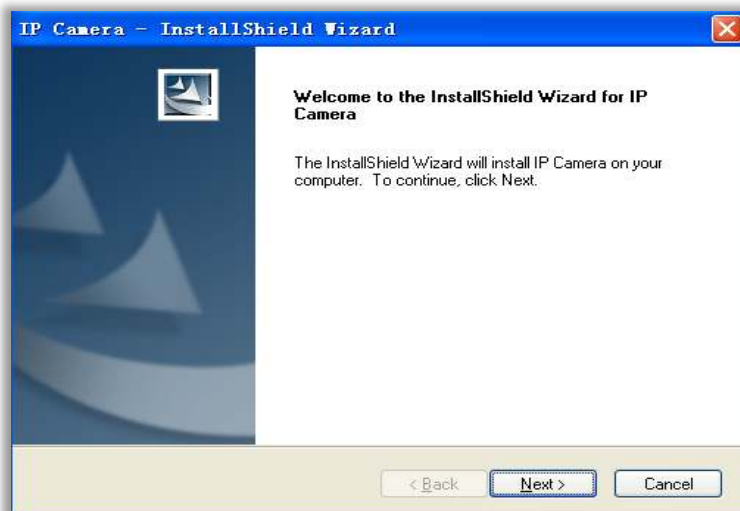 IP Camera - InstallShield Wizard
Welcome to the InstallShield Wizard for IP
Camera
The InstallShield Wizard will install IP Camera on your
computer. To continue, click Next.
< Back
Next >
Cancel